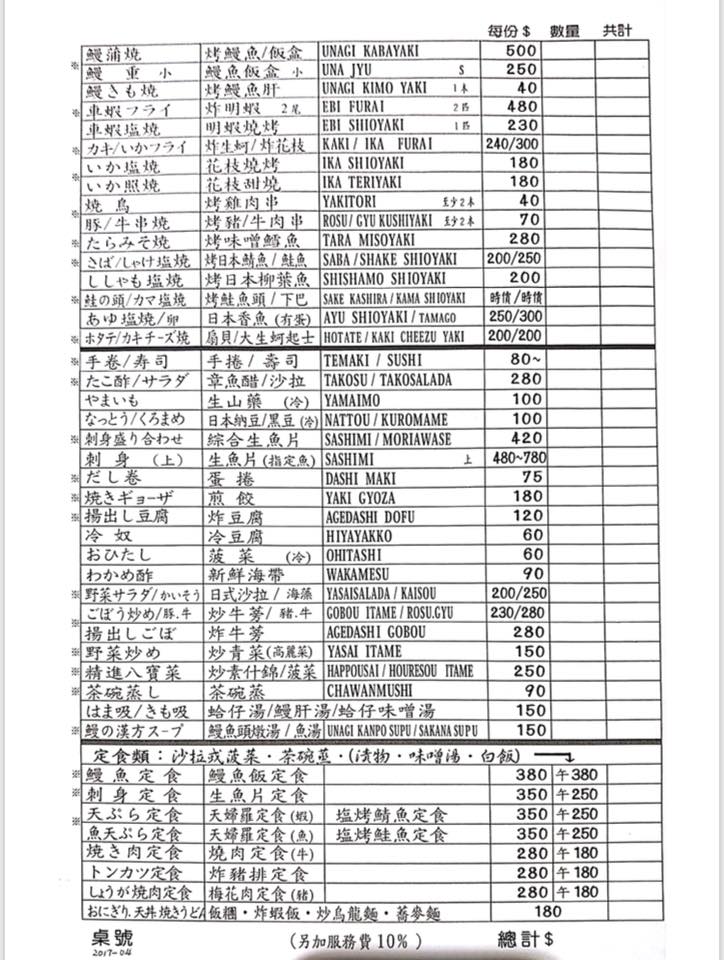 每份 $ 數量 共計
鰻蒲燒 烤鰻魚/飯盒 UNAGI KABAYAKI 500
※ 鰻 重 小 鰻魚飯盒 小 UNA JYU S 250
鰻きも燒 烤鰻魚肝 UNAGI KIMO YAKI 1本 40
※ 車蝦フライ 炸明蝦 2尾 EBI FURAI 2匹 480
車蝦塩燒 明蝦燒烤 EBI SHIOYAKI 1匹 230
※ カキ/いかフライ 炸生蚵/炸花枝 KAKI / IKA FURAI 240/300
いか塩燒 花枝燒烤 IKA SHIOYAKI 180
※ いか照燒 花枝甜燒 IKA TERIYAKI 180
燒 鳥 烤雞肉串 YAKITORI 至少2本 40
※ 豚/牛串燒 烤豬/牛肉串 ROSU/GYU KUSHIYAKI 至少2本 70
※ たらみそ燒 烤味噌鱈魚 TARA MISOYAKI 280
※ さば/しゃけ塩燒 烤日本鯖魚/鮭魚 SABA/SHAKE SHIOYAKI 200/250
ししゃも塩燒 烤日本柳葉魚 SHISHAMO SHIOYAKI 200
※ 鮭の頭/カマ塩燒 烤鮭魚頭/下巴 SAKE KASHIRA / KAMA SHIOYAKI 時價/時價
あゆ塩燒/卵 日本香魚(有蛋) AYU SHIOYAKI / TAMAGO 250/300
※ ホタテ/カキチーズ燒 扇貝/大生蚵起士 HOTATE / KAKI CHEEZU YAKI 200/200
※ 手卷/寿司 手捲/壽司 TEMAKI / SUSHI 80~
※ たこ酢/サラダ 章魚醋/沙拉 TAKOSU / TAKOSALADA 280
やまいも 生山藥 (冷) YAMAIMO 100
なっとう/くろまめ 日本納豆/黑豆(冷) NATTOU / KUROMAME 100
※ 刺身盛り合わせ 綜合生魚片 SASHIMI / MORIAWASE 420
刺 身 (上) 生魚片(指定魚) SASHIMI 上 480~780
※ だし卷 蛋 捲 DASHI MAKI 75
※ 燒きギョーザ 煎 餃 YAKI GYOZA 180
※ 揚出し豆腐 炸豆腐 AGEDASHI DOFU 120
冷 奴 冷豆腐 HIYAYAKKO 60
おひたし 菠 菜 (冷) OHITASHI 60
わかめ酢 新鮮海帶 WAKAMESU 90
※ 野菜サラダ/かいそう 日式沙拉/海藻 YASAISALADA / KAISOU 200/250
※ ごぼう炒め/豚.牛 炒牛蒡/豬.牛 GOBOU ITAME / ROSU.GYU 230/280
揚出しごぼ 炸牛蒡 AGEDASHI GOBOU 280
※ 野菜炒め 炒青菜(高麗菜) YASAI ITAME 150
※ 精進八寶菜 炒素什錦/菠菜 HAPPOUSAI / HOURESOU ITAME 250
※ 茶碗蒸し 茶碗蒸 CHAWANMUSHI 90
はま吸/きも吸 蛤仔湯/鰻肝湯/蛤仔味噌湯 150
※ 鰻の漢方スープ 鰻魚頭燉湯/魚湯 UNAGI KANPO SUPU / SAKANA SUPU 150
定食類：沙拉或菠菜・茶碗蒸・(漬物・味噌湯・白飯)
※ 鰻魚定食 鰻魚飯定食 380 午380
※ 刺身定食 生魚片定食 350 午250
※ 天ぷら定食 天婦羅定食(蝦) 塩烤鯖魚定食 350 午250
魚天ぷら定食 天婦羅定食(魚) 塩烤鮭魚定食 350 午250
燒き肉定食 燒肉定食(牛) 280 午180
トンカツ定食 炸豬排定食 280 午180
しょうが燒肉定食 梅花肉定食(豬) 280 午180
おにぎり.天丼.燒きうどん 飯糰・炸蝦飯・炒烏龍麵・蕎麥麵 180
桌號 (另加服務費10%) 總計 $
2017-04